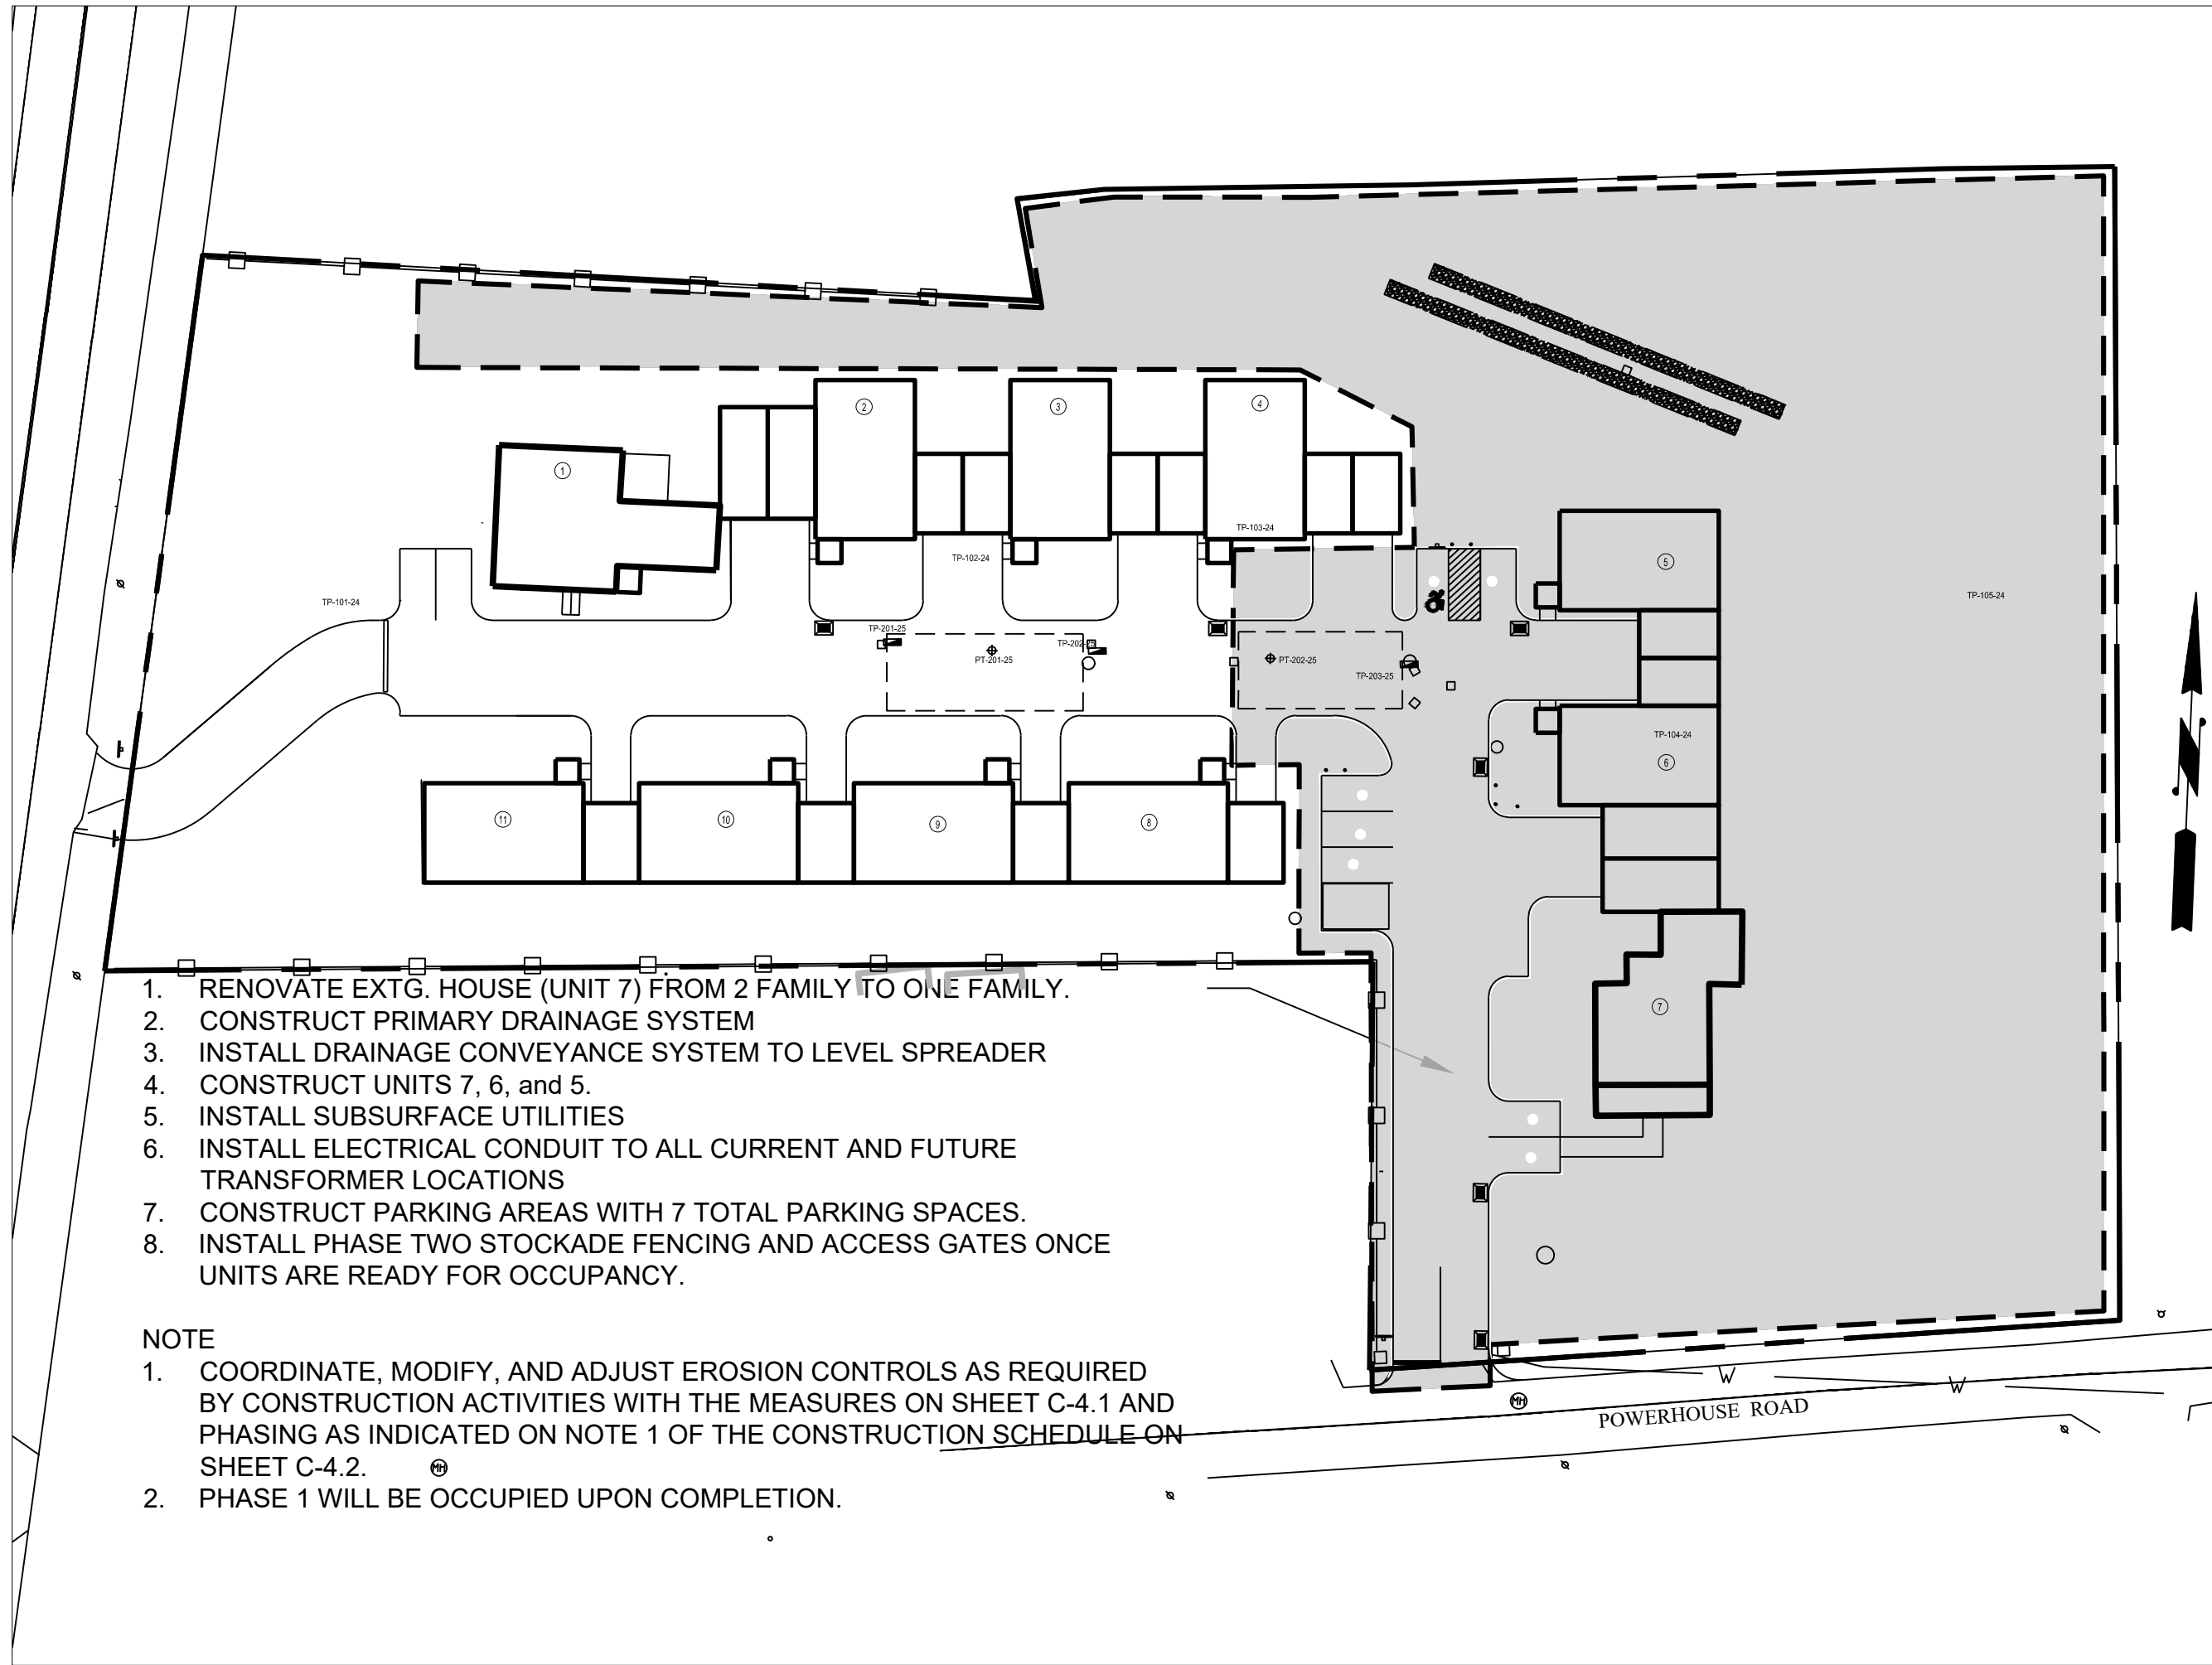 2
3
4
1
5
TP-103-24
TP-102-24
TP-101-24
TP-105-24
TP-201-25
TP-202-25
PT-201-25
PT-202-25
TP-203-25
TP-104-24
6
11
10
9
8
7
1. RENOVATE EXTG. HOUSE (UNIT 7) FROM 2 FAMILY TO ONE FAMILY.
2. CONSTRUCT PRIMARY DRAINAGE SYSTEM
3. INSTALL DRAINAGE CONVEYANCE SYSTEM TO LEVEL SPREADER
4. CONSTRUCT UNITS 7, 6, and 5.
5. INSTALL SUBSURFACE UTILITIES
6. INSTALL ELECTRICAL CONDUIT TO ALL CURRENT AND FUTURE
TRANSFORMER LOCATIONS
7. CONSTRUCT PARKING AREAS WITH 7 TOTAL PARKING SPACES.
8. INSTALL PHASE TWO STOCKADE FENCING AND ACCESS GATES ONCE
UNITS ARE READY FOR OCCUPANCY.
NOTE
1. COORDINATE, MODIFY, AND ADJUST EROSION CONTROLS AS REQUIRED
BY CONSTRUCTION ACTIVITIES WITH THE MEASURES ON SHEET C-4.1 AND
PHASING AS INDICATED ON NOTE 1 OF THE CONSTRUCTION SCHEDULE ON
SHEET C-4.2.
2. PHASE 1 WILL BE OCCUPIED UPON COMPLETION.
W
W
MH
POWERHOUSE ROAD
MH